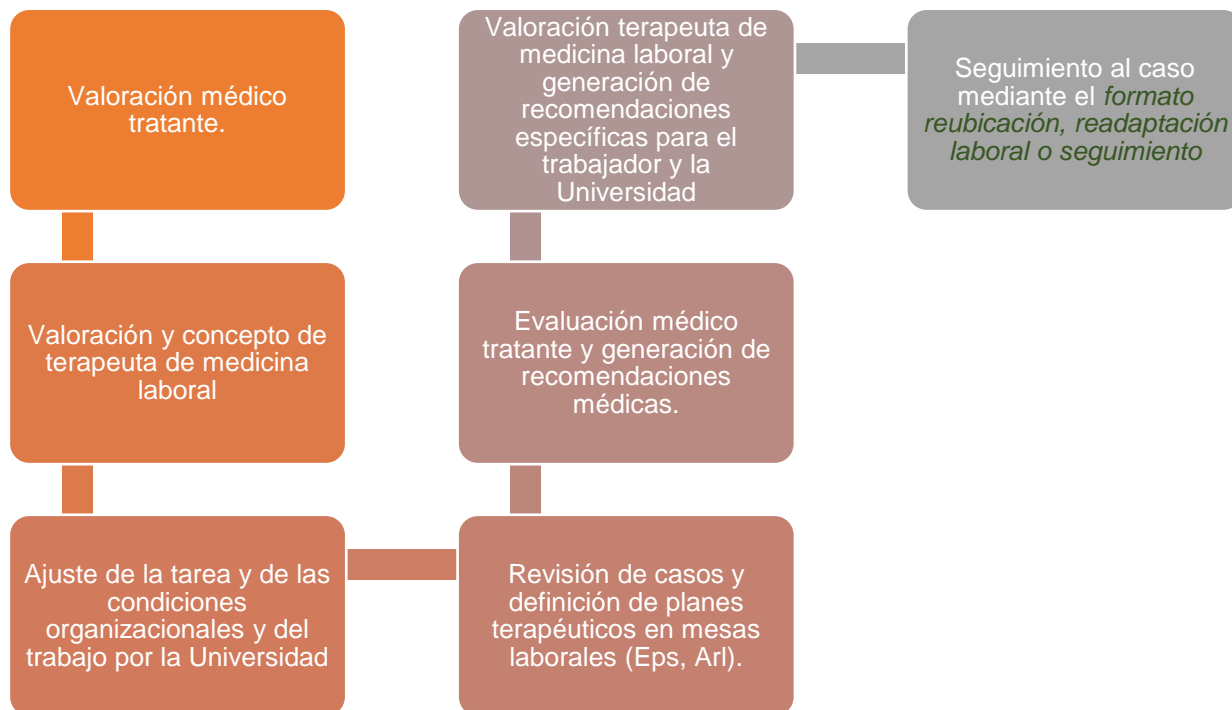 Valoración médico
tratante.
Valoración y concepto de
terapeuta de medicina
laboral
Ajuste de la tarea y de las
condiciones
organizacionales y del
trabajo por la Universidad
Revisión de casos y
definición de planes
terapéuticos en mesas
laborales (Eps, Arl).
Evaluación médico
tratante y generación de
recomendaciones
médicas.
Valoración terapeuta de
medicina laboral y
generación de
recomendaciones
específicas para el
trabajador y la
Universidad
Seguimiento al caso
mediante el formato
reubicación, readaptación
laboral o seguimiento